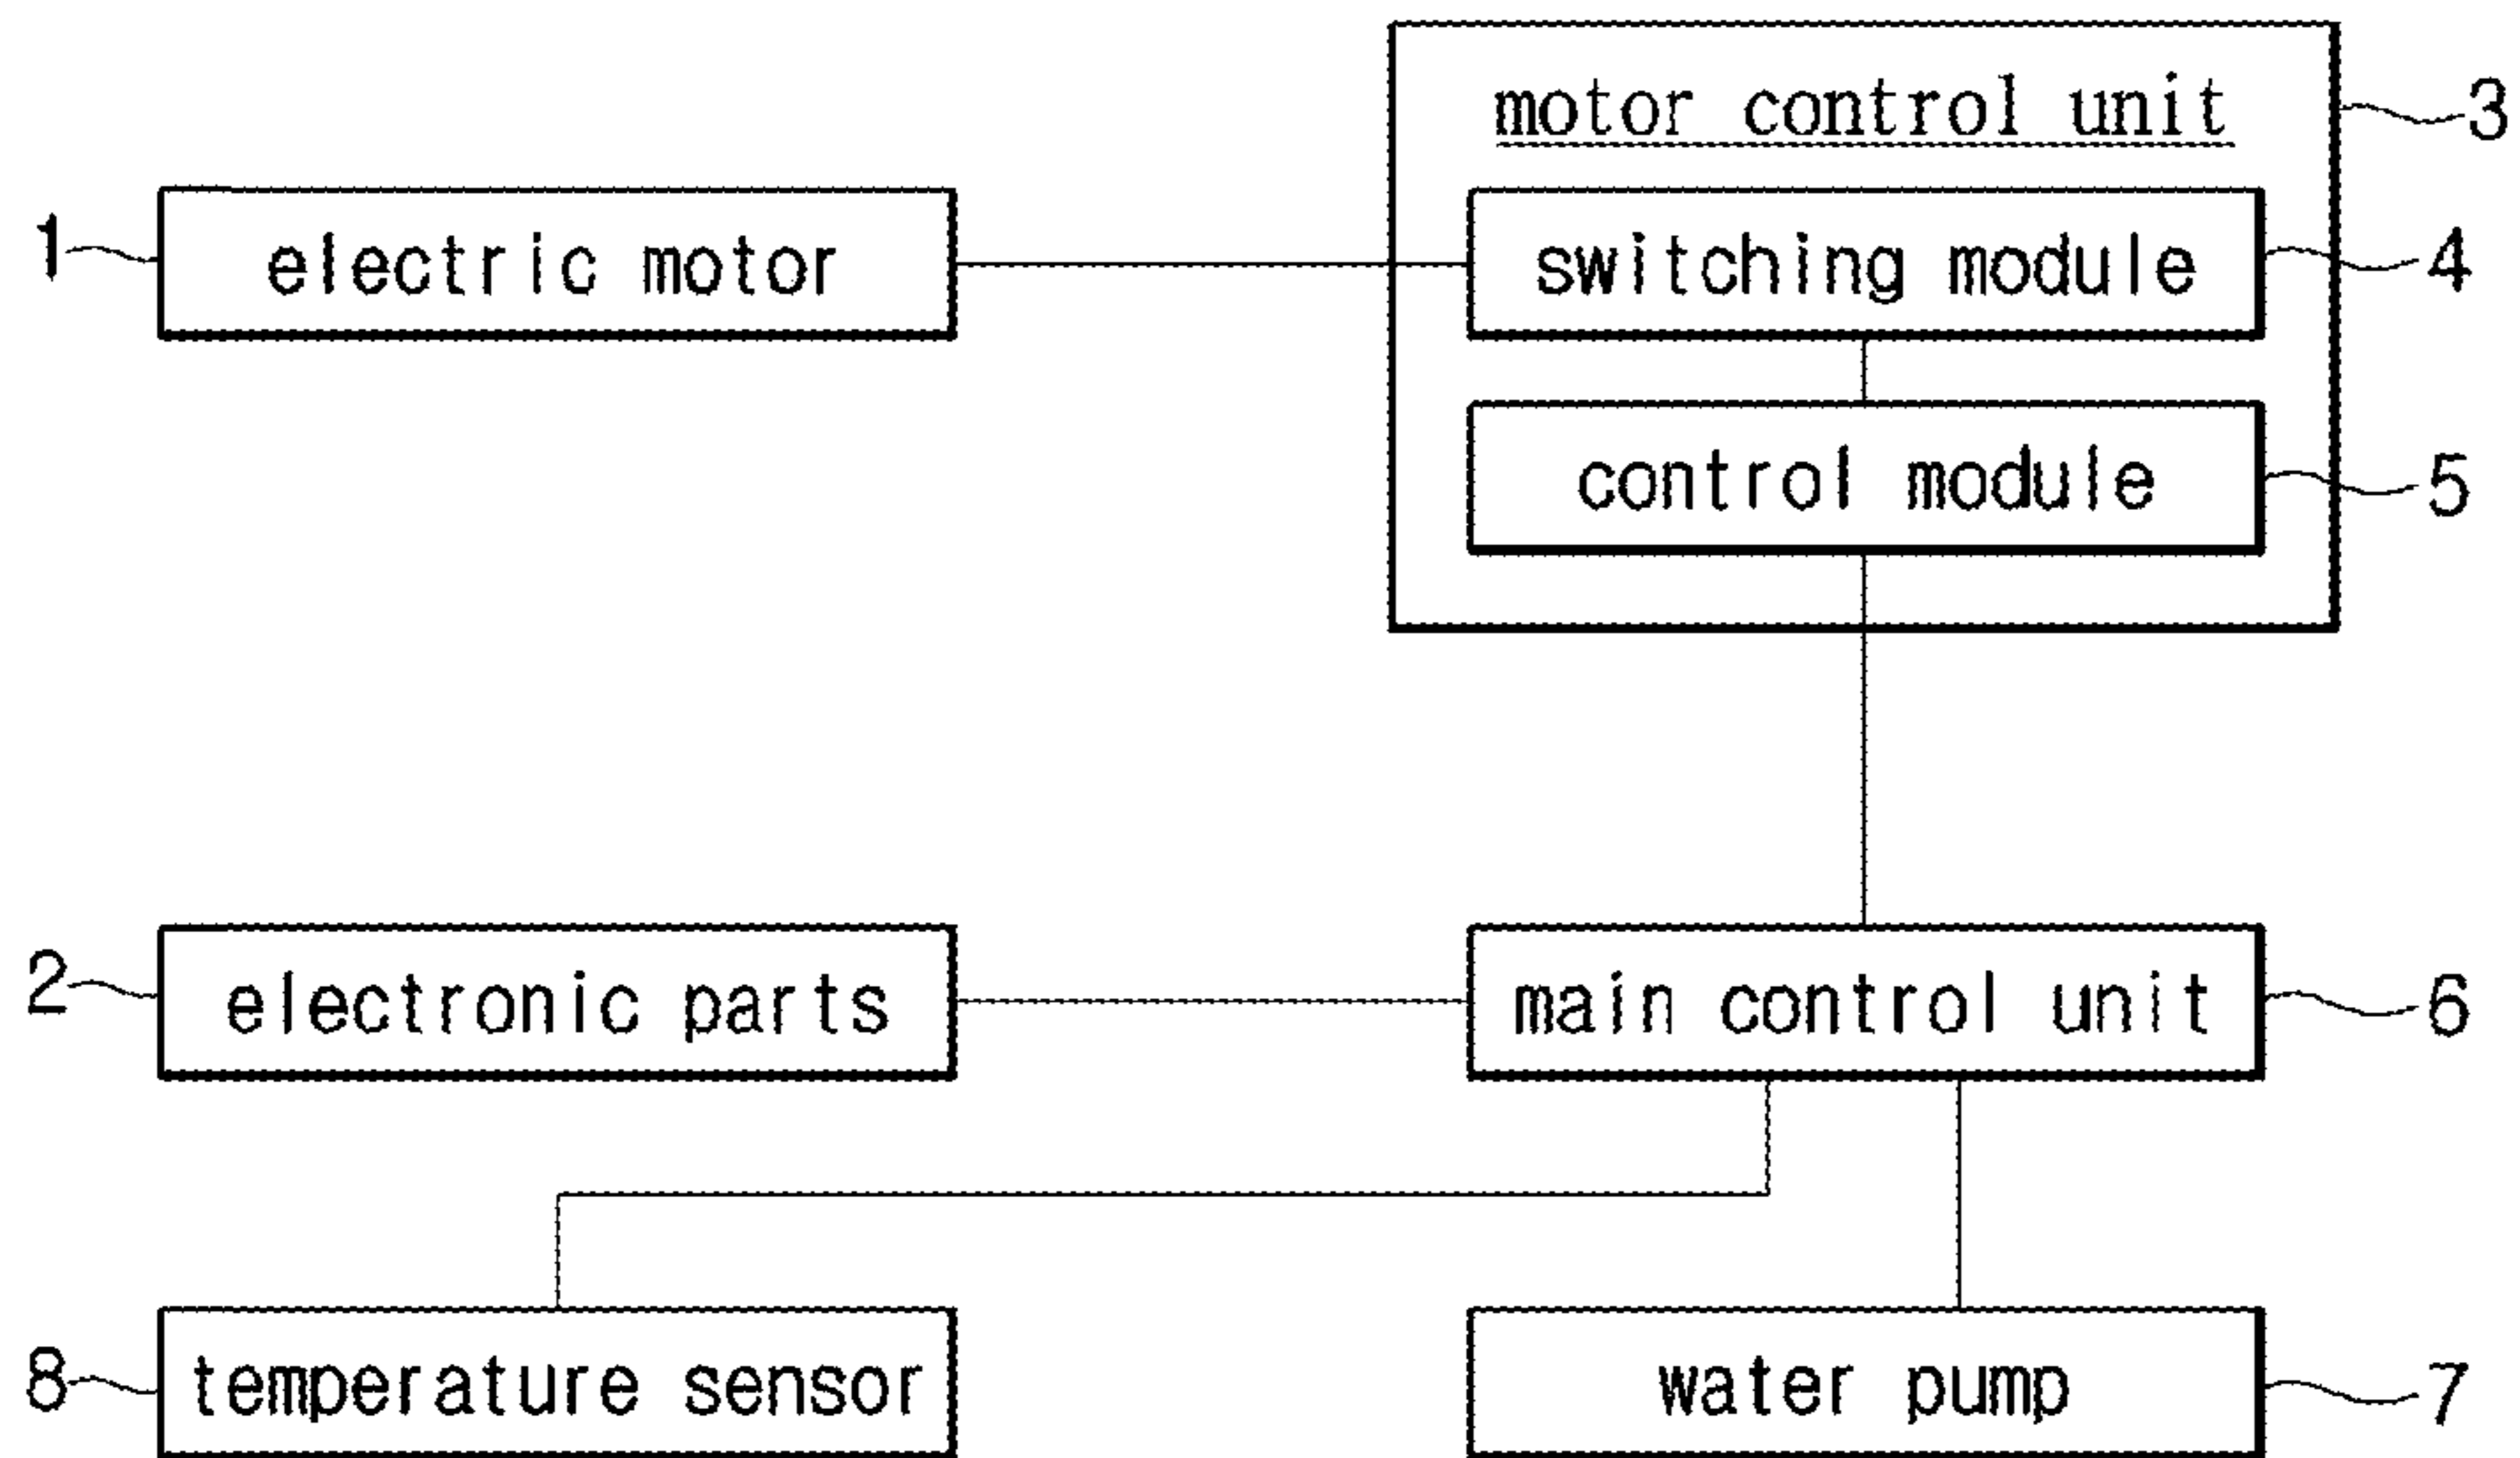 motor control unit
3
1
electric motor
switching module
4
control module
5
2
electronic parts
main control unit
6
8
temperature sensor
water pump
7